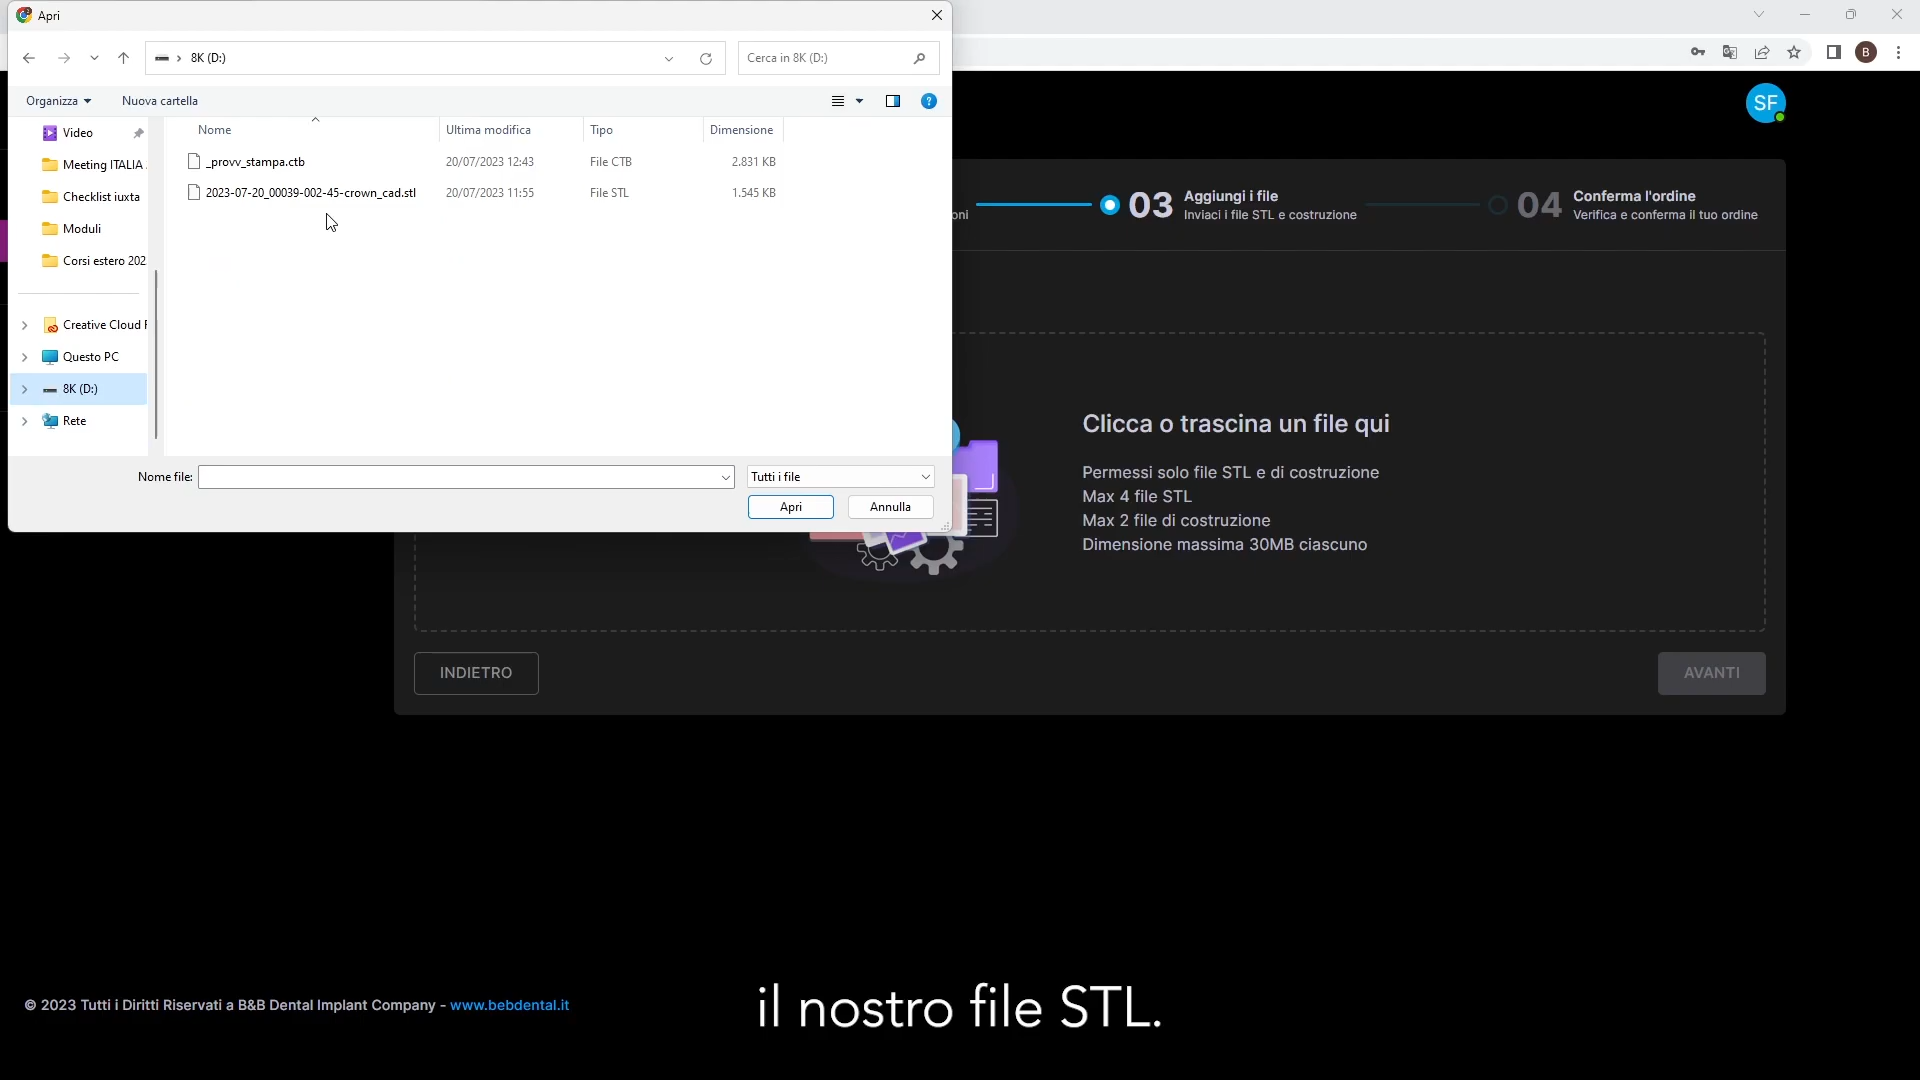 Apri
8K (D:)
Cerca in 8K (D:)
B
Organizza
Nuova cartella
?
SF
Nome
Ultima modifica
Tipo
Dimensione
Video
Meeting ITALIA
Checklist iuxta
Moduli
Corsi estero 202
Creative Cloud F
Questo PC
8K (D:)
Rete
_provv_stampa.ctb 20/07/2023 12:43 File CTB 2.831 KB
2023-07-20_00039-002-45-crown_cad.stl 20/07/2023 11:55 File STL 1.545 KB
Nome file:
Tutti i file
Apri
Annulla
oni
03
Aggiungi i file
Inviaci i file STL e costruzione
04
Conferma l'ordine
Verifica e conferma il tuo ordine
Clicca o trascina un file qui
Permessi solo file STL e di costruzione
Max 4 file STL
Max 2 file di costruzione
Dimensione massima 30MB ciascuno
INDIETRO
AVANTI
© 2023 Tutti i Diritti Riservati a B&B Dental Implant Company - www.bebdental.it
il nostro file STL.